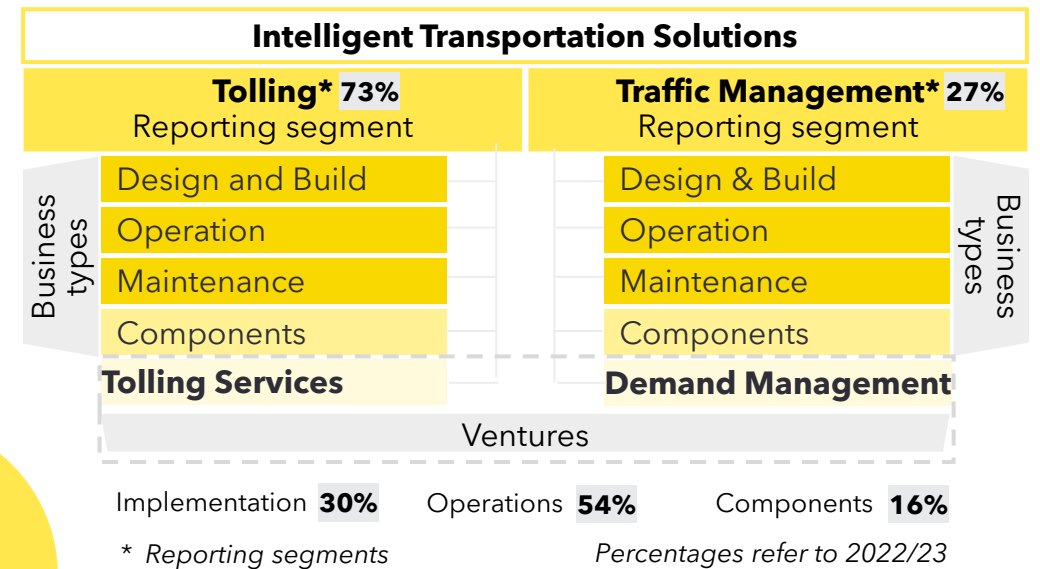 Intelligent Transportation Solutions
Tolling* 73%
Reporting segment
Traffic Management* 27%
Reporting segment
Business
types
Design and Build
Operation
Maintenance
Components
Tolling Services
Design & Build
Operation
Maintenance
Components
Demand Management
Business
types
Ventures
Implementation 30%
Operations 54%
Components 16%
* Reporting segments
Percentages refer to 2022/23